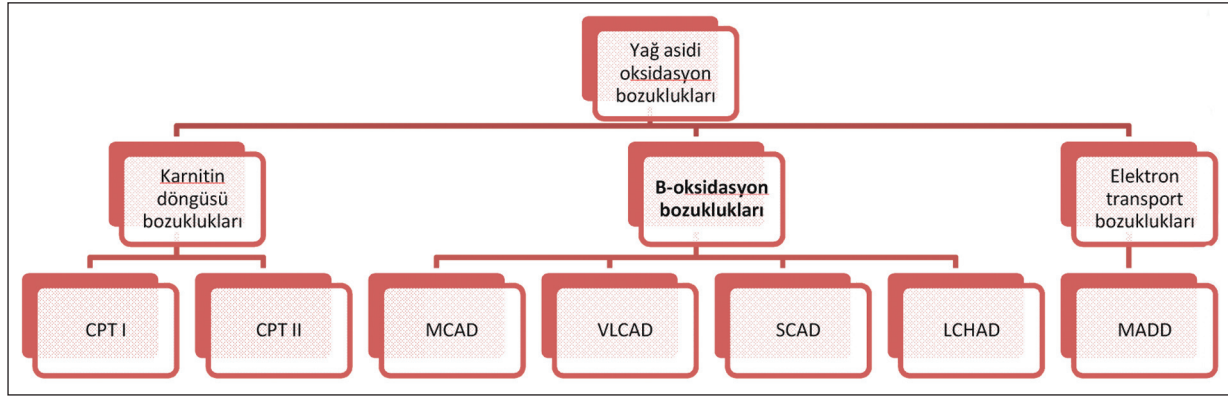 Yağ asidi
oksidasyon
bozuklukları
Karnitin
döngüsü
bozuklukları
B-oksidasyon
bozuklukları
Elektron
transport
bozuklukları
CPT I
CPT II
MCAD
VLCAD
SCAD
LCHAD
MADD